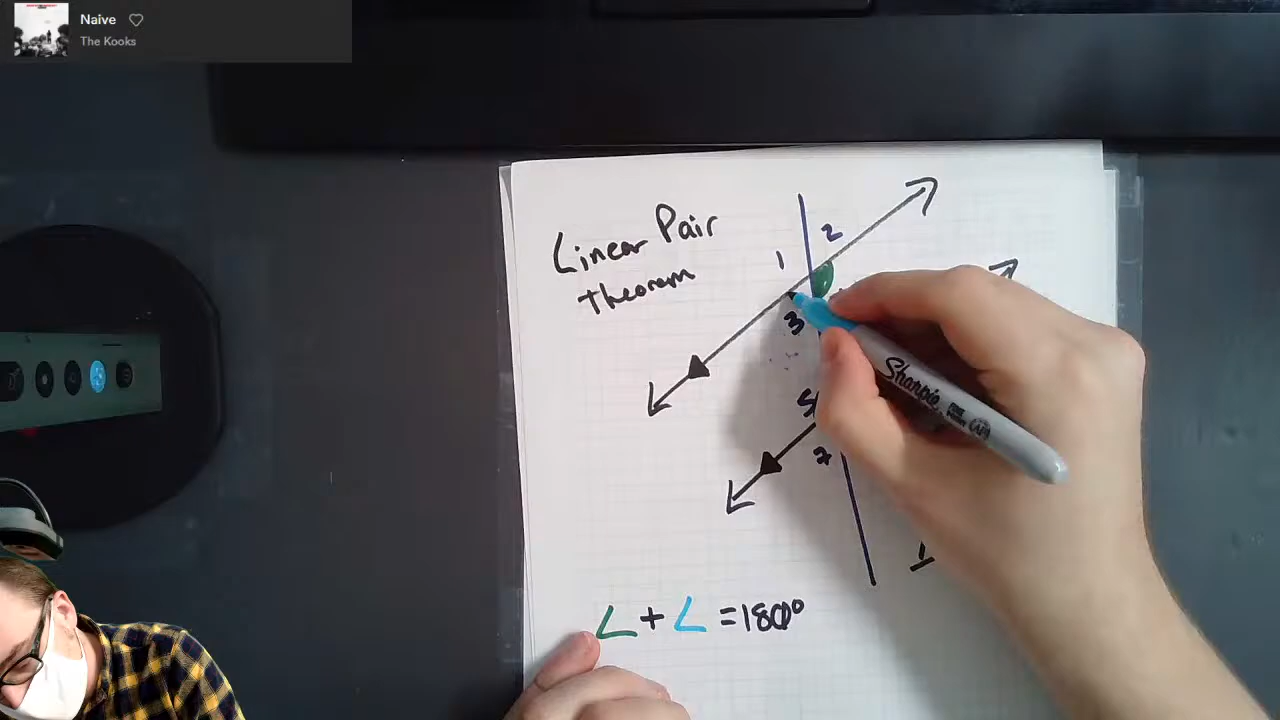 Naive
The Kooks
Linear Pair
Theorem
1
2
3
5
7
Sharpie
∠ + ∠ = 180°